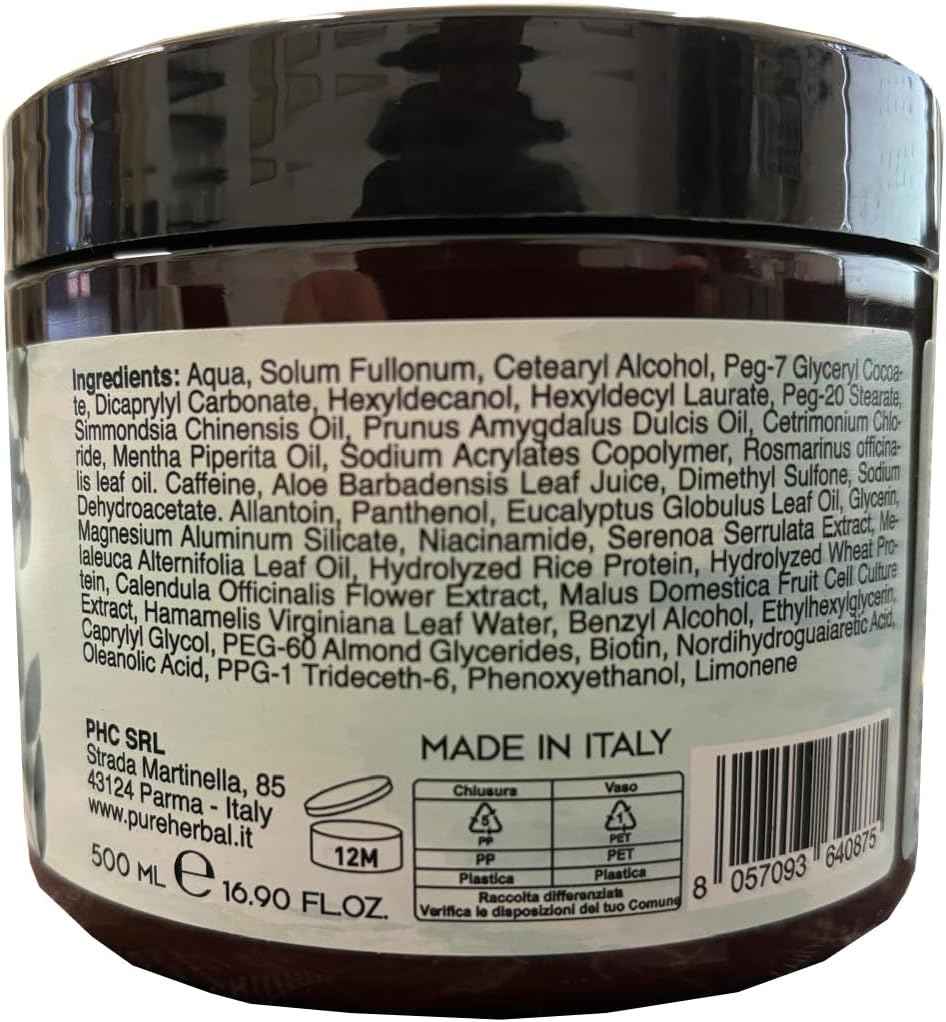 Ingredients: Aqua, Solum Fullonum, Cetearyl Alcohol, Peg-7 Glyceryl Cocoa-
te, Dicaprylyl Carbonate, Hexyldecanol, Hexyldecyl Laurate, Peg-20 Stearate,
Simmondsia Chinensis Oil, Prunus Amygdalus Dulcis Oil, Cetrimonium Chlo-
ride, Mentha Piperita Oil, Sodium Acrylates Copolymer, Rosmarinus officina-
lis leaf oil. Caffeine, Aloe Barbadensis Leaf Juice, Dimethyl Sulfone, Sodium
Dehydroacetate. Allantoin, Panthenol, Eucalyptus Globulus Leaf Oil, Glycerin,
Magnesium Aluminum Silicate, Niacinamide, Serenoa Serrulata Extract, Me-
laleuca Alternifolia Leaf Oil, Hydrolyzed Rice Protein, Hydrolyzed Wheat Pro-
tein, Calendula Officinalis Flower Extract, Malus Domestica Fruit Cell Culture
Extract, Hamamelis Virginiana Leaf Water, Benzyl Alcohol, Ethylhexylglycerin,
Caprylyl Glycol, PEG-60 Almond Glycerides, Biotin, Nordihydroguaiaretic Acid,
Oleanolic Acid, PPG-1 Trideceth-6, Phenoxyethanol, Limonene
PHC SRL
Strada Martinella, 85
43124 Parma - Italy
www.pureherbal.it
500 ML e 16.90 FL.OZ.
12M
MADE IN ITALY
Chiusura Vaso
5 1
PP PET
PP PET
Plastica Plastica
Raccolta differenziata
Verifica le disposizioni del tuo Comune
8 057093 640875